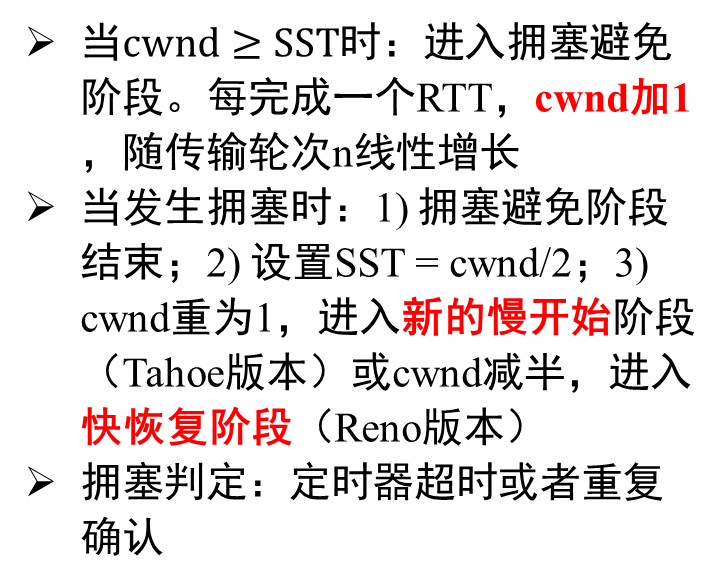 ➢ 当cwnd ≥ SST时：进入拥塞避免
阶段。每完成一个RTT，cwnd加1
，随传输轮次n线性增长
➢ 当发生拥塞时：1) 拥塞避免阶段
结束；2) 设置SST = cwnd/2；3)
cwnd重为1，进入新的慢开始阶段
（Tahoe版本）或cwnd减半，进入
快恢复阶段（Reno版本）
➢ 拥塞判定：定时器超时或者重复
确认